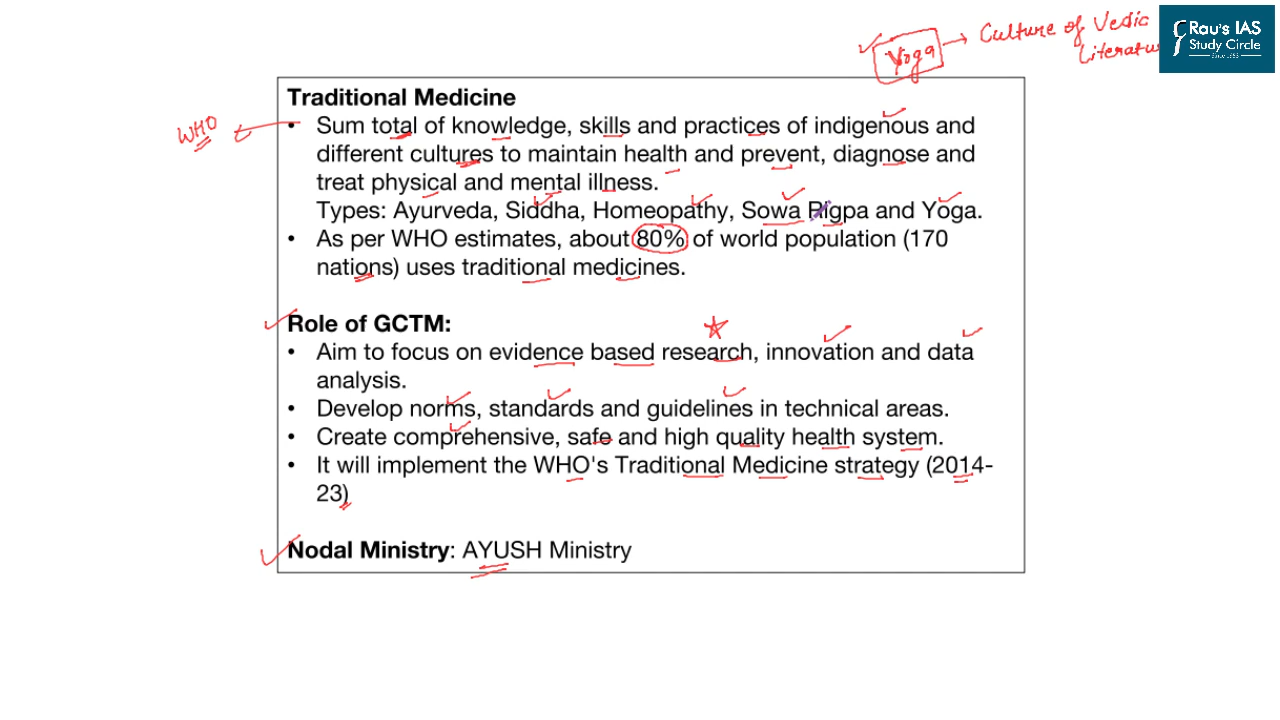 Yoga → Culture of Vedic
Literatu
Rau's IAS
Study Circle
Since 1953
Traditional Medicine
WHO
• Sum total of knowledge, skills and practices of indigenous and
different cultures to maintain health and prevent, diagnose and
treat physical and mental illness.
Types: Ayurveda, Siddha, Homeopathy, Sowa Rigpa and Yoga.
• As per WHO estimates, about 80% of world population (170
nations) uses traditional medicines.
Role of GCTM:
• Aim to focus on evidence based research, innovation and data
analysis.
• Develop norms, standards and guidelines in technical areas.
• Create comprehensive, safe and high quality health system.
• It will implement the WHO's Traditional Medicine strategy (2014-
23)
Nodal Ministry: AYUSH Ministry